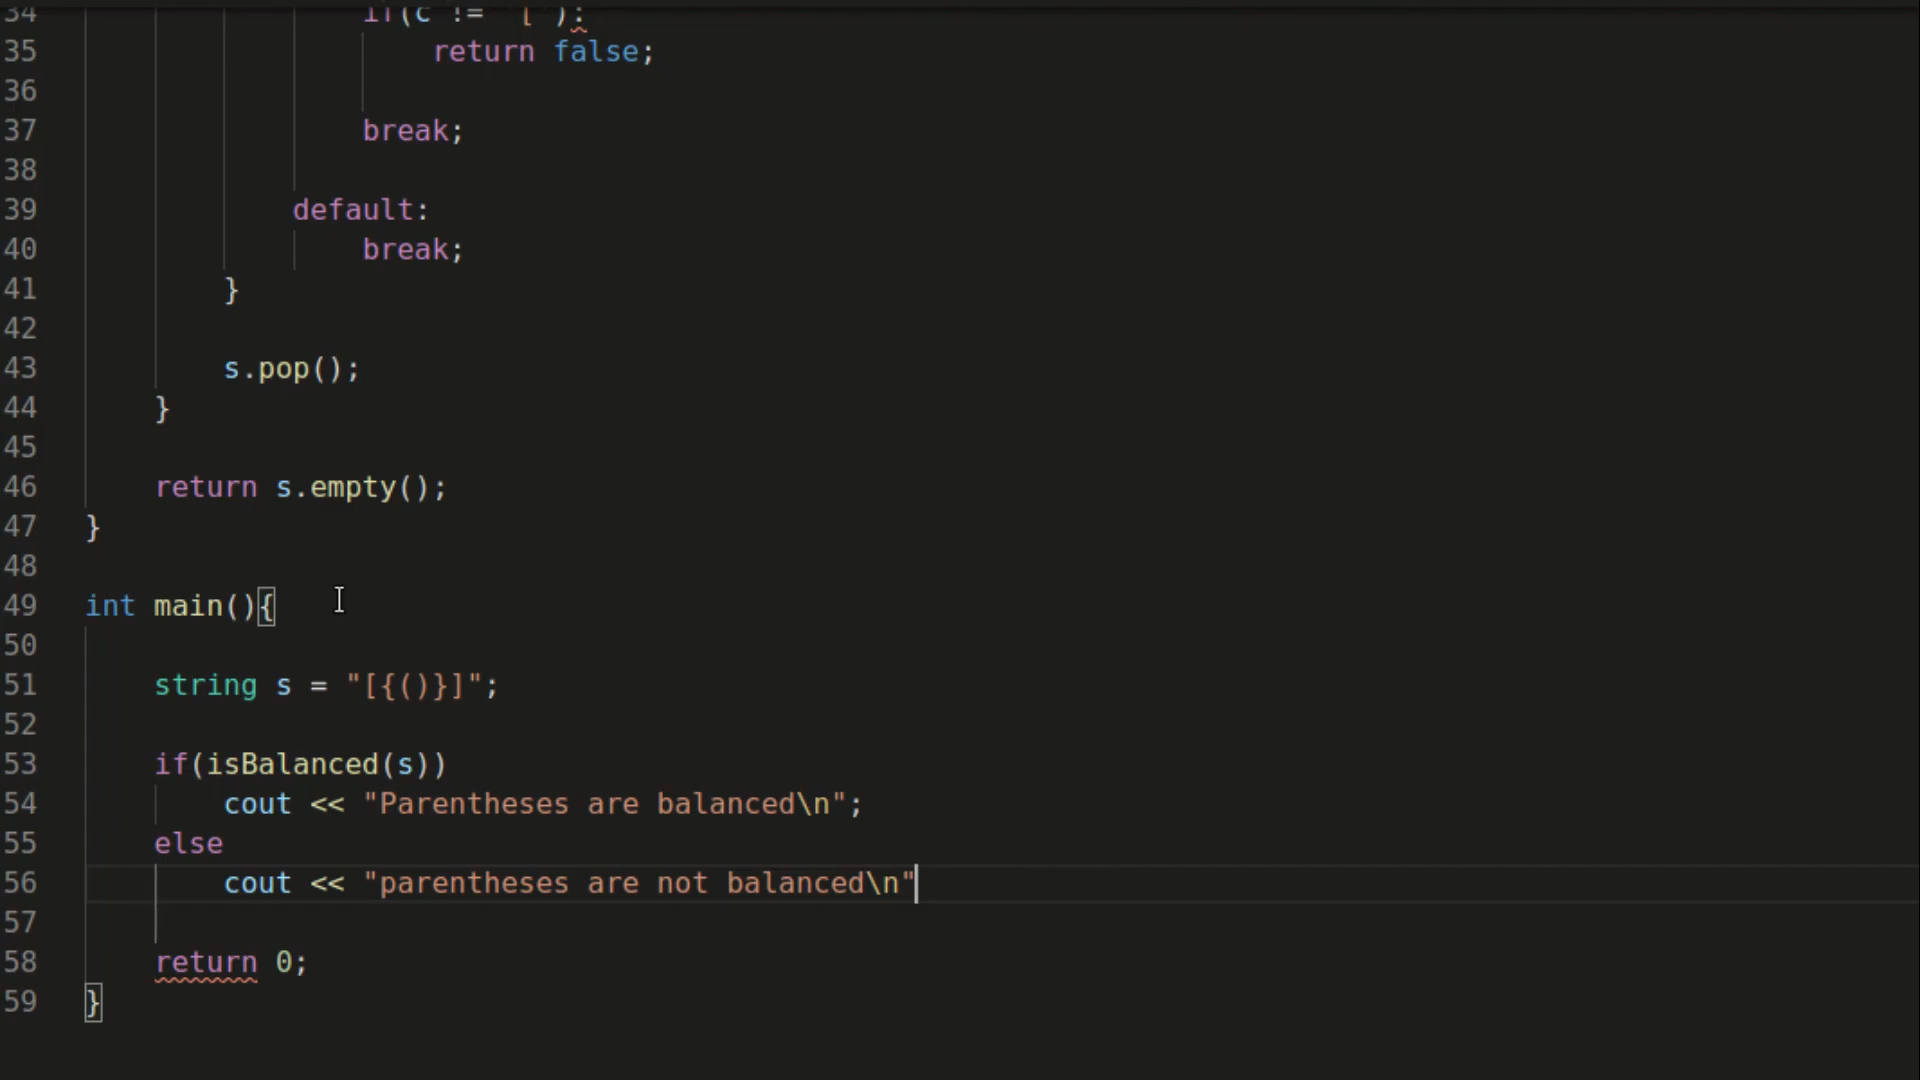 34 if(c != '['):
35 return false;
36
37 break;
38
39 default:
40 break;
41 }
42
43 s.pop();
44 }
45
46 return s.empty();
47 }
48
49 int main(){
50
51 string s = "[{()}]";
52
53 if(isBalanced(s))
54 cout << "Parentheses are balanced\n";
55 else
56 cout << "parentheses are not balanced\n"
57
58 return 0;
59 }